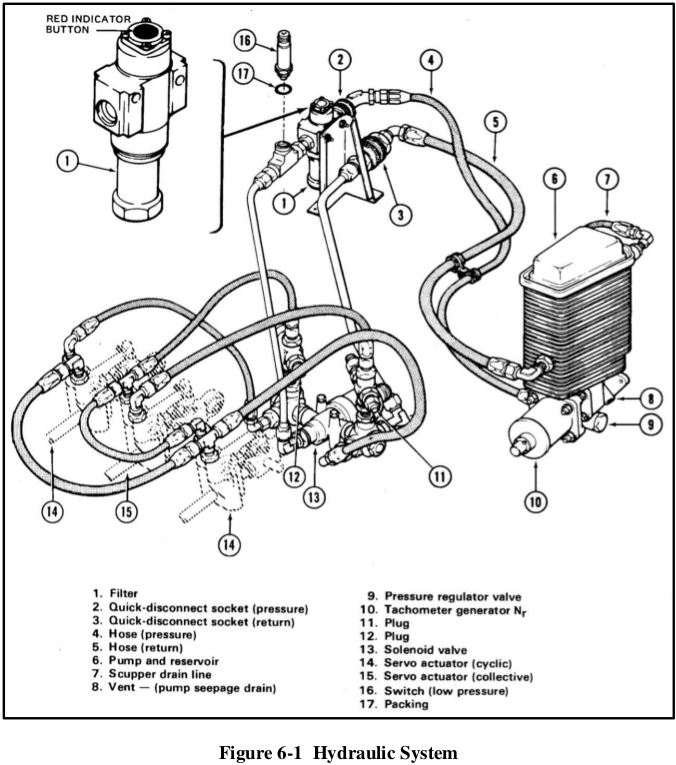 RED INDICATOR
BUTTON
16
17
2
4
5
1
1
3
6
7
8
9
10
11
12
13
14
15
14
1. Filter
2. Quick-disconnect socket (pressure)
3. Quick-disconnect socket (return)
4. Hose (pressure)
5. Hose (return)
6. Pump and reservoir
7. Scupper drain line
8. Vent — (pump seepage drain)
9. Pressure regulator valve
10. Tachometer generator Nr
11. Plug
12. Plug
13. Solenoid valve
14. Servo actuator (cyclic)
15. Servo actuator (collective)
16. Switch (low pressure)
17. Packing
Figure 6-1 Hydraulic System